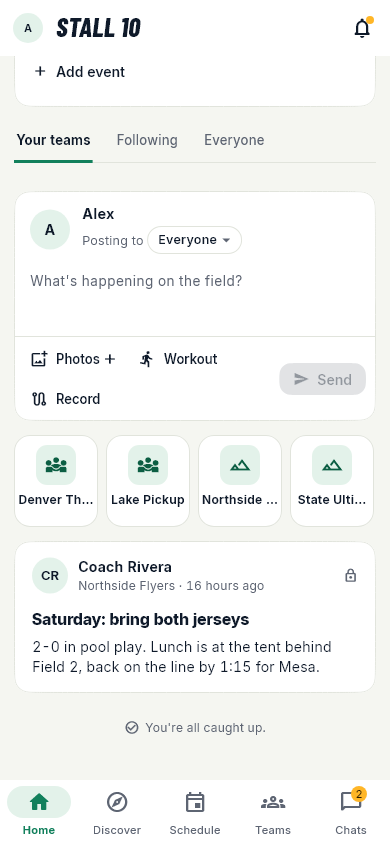 A
STALL 10
+ Add event
Your teams
Following
Everyone
A
Alex
Posting to Everyone
What's happening on the field?
Photos +
Workout
Record
Send
Denver Th...
Lake Pickup
Northside ...
State Ulti...
CR
Coach Rivera
Northside Flyers · 16 hours ago
Saturday: bring both jerseys
2-0 in pool play. Lunch is at the tent behind
Field 2, back on the line by 1:15 for Mesa.
You're all caught up.
2
Home
Discover
Schedule
Teams
Chats